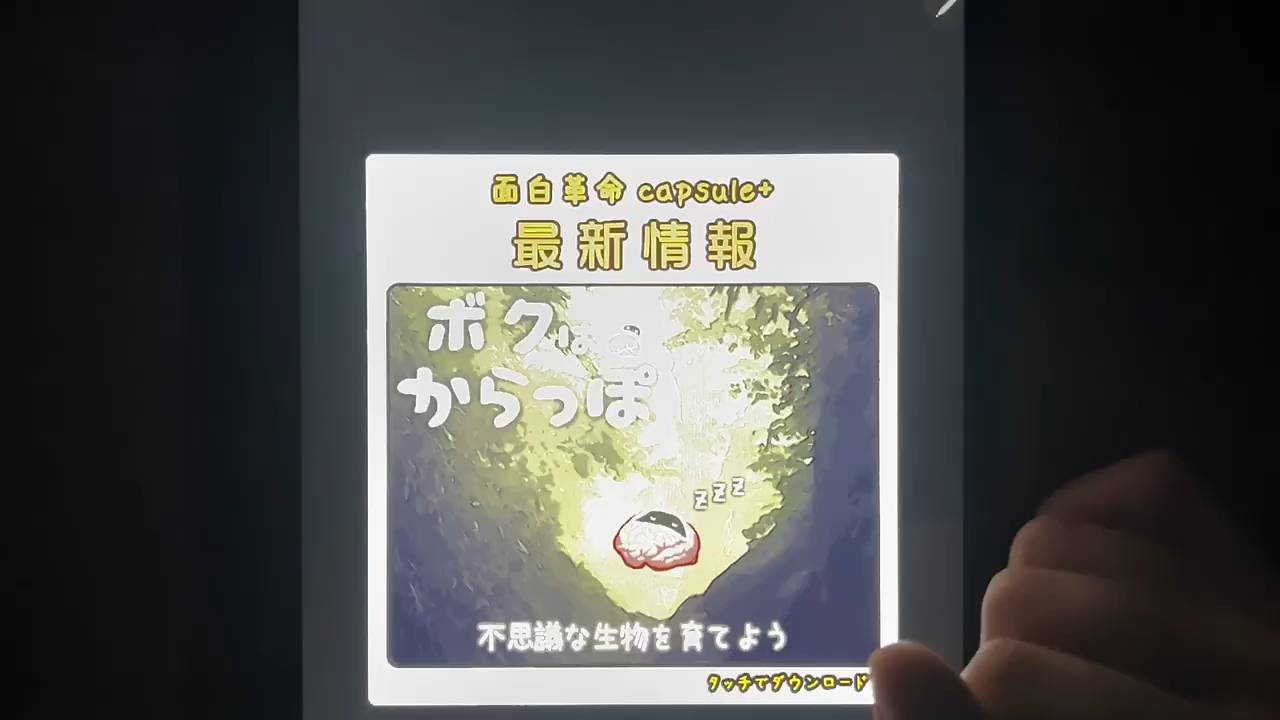 面白革命 capsule+
最新情報
ボクは
からっぽ
zzz
不思議な生物を育てよう
タッチでダウンロード